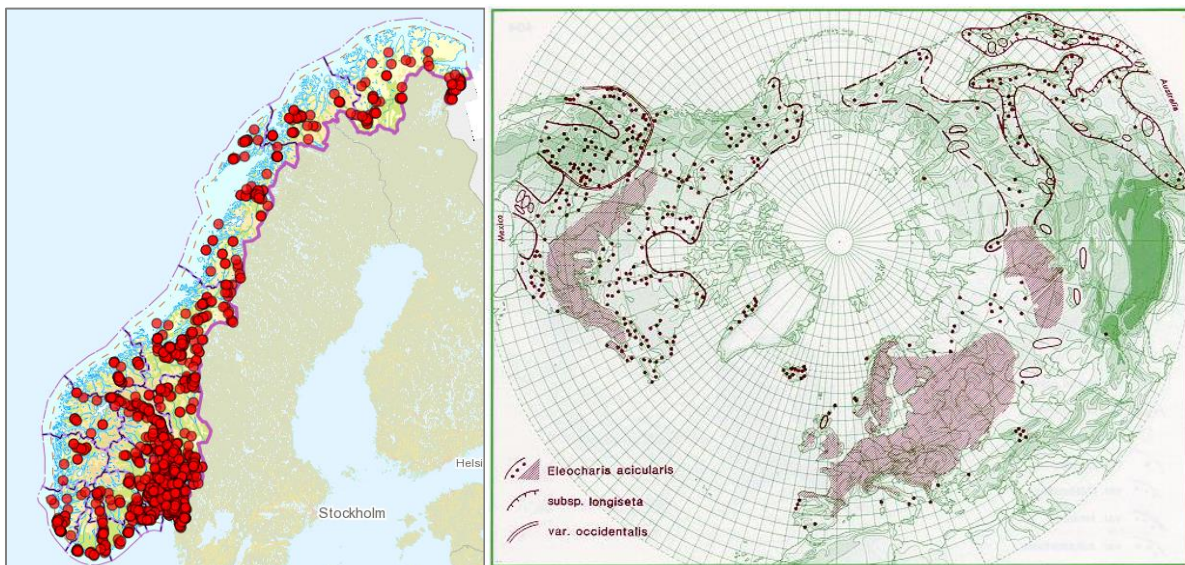 Helsi
Stockholm
Mexico
Australia
Eleocharis acicularis
subsp. longiseta
var. occidentalis